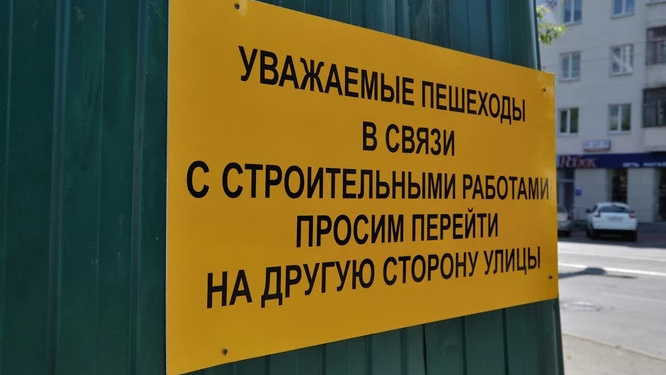 УВАЖАЕМЫЕ ПЕШЕХОДЫ
В СВЯЗИ
С СТРОИТЕЛЬНЫМИ РАБОТАМИ
ПРОСИМ ПЕРЕЙТИ
НА ДРУГУЮ СТОРОНУ УЛИЦЫ